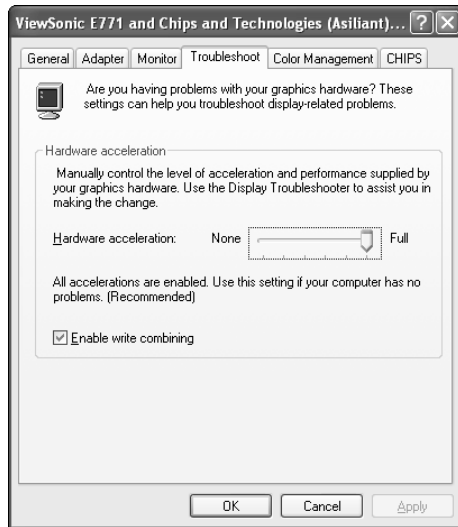 ViewSonic E771 and Chips and Technologies (Asiliant)...
General Adapter Monitor Troubleshoot Color Management CHIPS
Are you having problems with your graphics hardware? These
settings can help you troubleshoot display-related problems.
Hardware acceleration
Manually control the level of acceleration and performance supplied by
your graphics hardware. Use the Display Troubleshooter to assist you in
making the change.
Hardware acceleration: None Full
All accelerations are enabled. Use this setting if your computer has no
problems. (Recommended)
Enable write combining
OK Cancel Apply